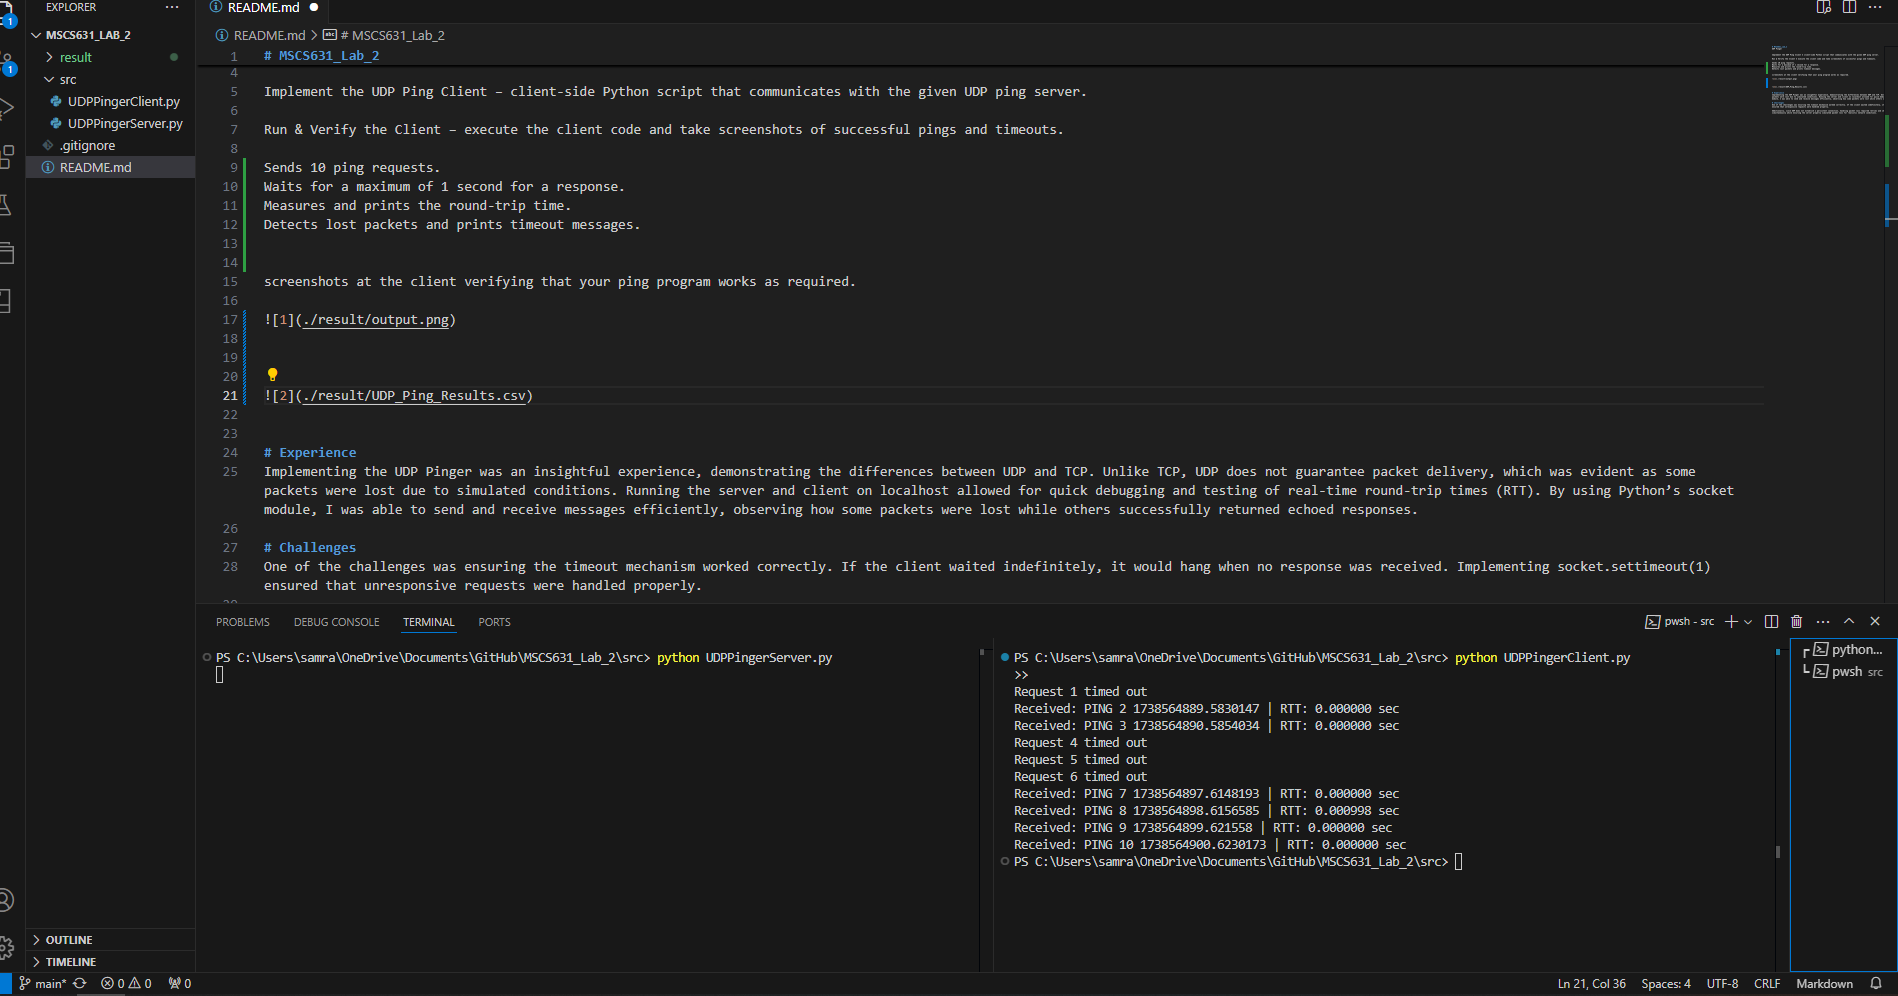 EXPLORER
···
MSCS631_LAB_2
result
src
UDPPingerClient.py
UDPPingerServer.py
.gitignore
README.md
OUTLINE
TIMELINE
1
1
README.md
README.md > # MSCS631_Lab_2
1 # MSCS631_Lab_2
4
5 Implement the UDP Ping Client – client-side Python script that communicates with the given UDP ping server.
6
7 Run & Verify the Client – execute the client code and take screenshots of successful pings and timeouts.
8
9 Sends 10 ping requests.
10 Waits for a maximum of 1 second for a response.
11 Measures and prints the round-trip time.
12 Detects lost packets and prints timeout messages.
13
14
15 screenshots at the client verifying that your ping program works as required.
16
17 ![1](./result/output.png)
18
19
20
21 ![2](./result/UDP_Ping_Results.csv)
22
23
24 # Experience
25 Implementing the UDP Pinger was an insightful experience, demonstrating the differences between UDP and TCP. Unlike TCP, UDP does not guarantee packet delivery, which was evident as some
packets were lost due to simulated conditions. Running the server and client on localhost allowed for quick debugging and testing of real-time round-trip times (RTT). By using Python’s socket
module, I was able to send and receive messages efficiently, observing how some packets were lost while others successfully returned echoed responses.
26
27 # Challenges
28 One of the challenges was ensuring the timeout mechanism worked correctly. If the client waited indefinitely, it would hang when no response was received. Implementing socket.settimeout(1)
ensured that unresponsive requests were handled properly.
PROBLEMS DEBUG CONSOLE TERMINAL PORTS
pwsh - src
PS C:\Users\samra\OneDrive\Documents\GitHub\MSCS631_Lab_2\src> python UDPPingerServer.py
PS C:\Users\samra\OneDrive\Documents\GitHub\MSCS631_Lab_2\src> python UDPPingerClient.py
>>
Request 1 timed out
Received: PING 2 1738564889.5830147 | RTT: 0.000000 sec
Received: PING 3 1738564890.5854034 | RTT: 0.000000 sec
Request 4 timed out
Request 5 timed out
Request 6 timed out
Received: PING 7 1738564897.6148193 | RTT: 0.000000 sec
Received: PING 8 1738564898.6156585 | RTT: 0.000998 sec
Received: PING 9 1738564899.621558 | RTT: 0.000000 sec
Received: PING 10 1738564900.6230173 | RTT: 0.000000 sec
PS C:\Users\samra\OneDrive\Documents\GitHub\MSCS631_Lab_2\src>
python...
pwsh src
main* 0 0 0
Ln 21, Col 36 Spaces: 4 UTF-8 CRLF Markdown